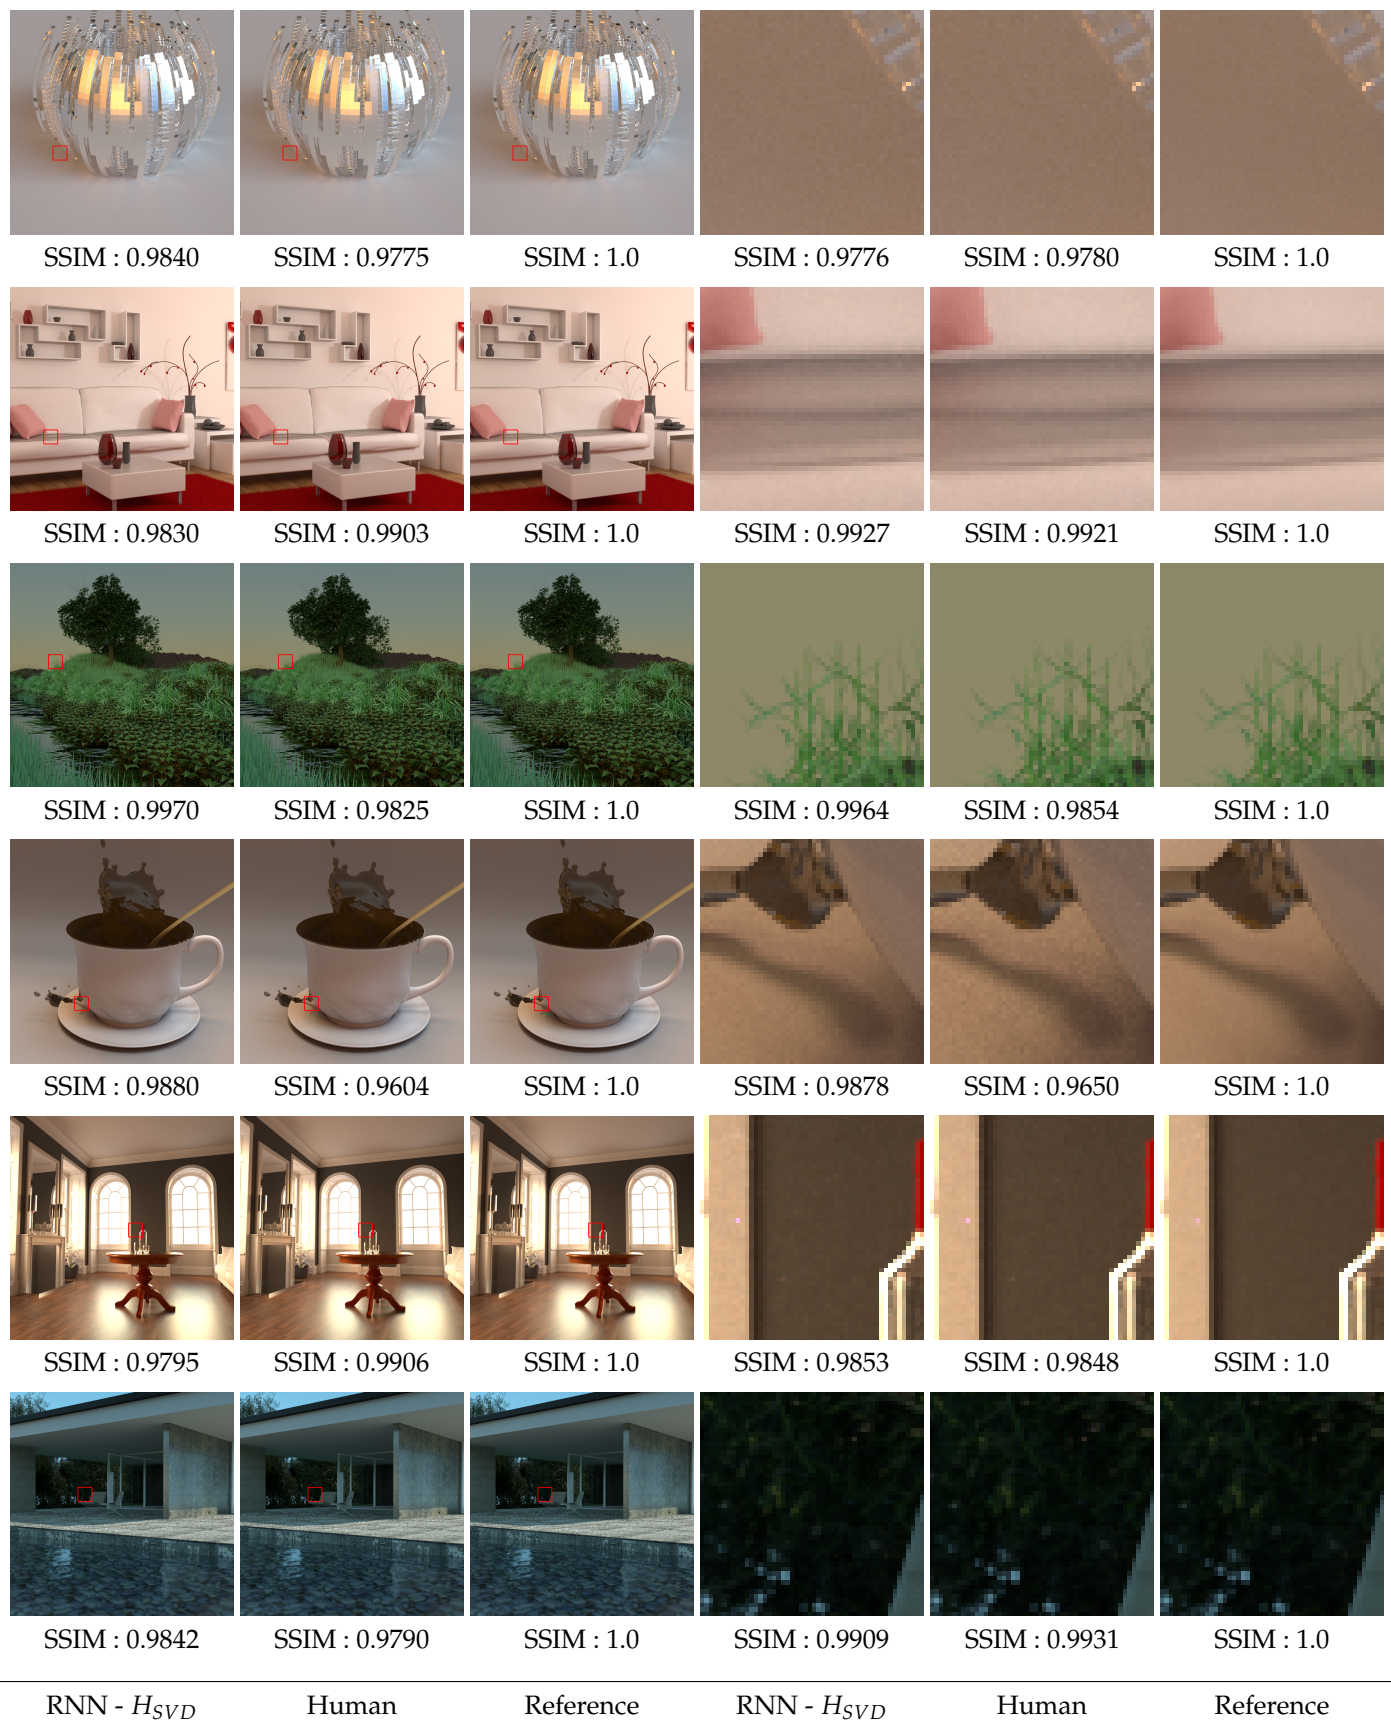 SSIM : 0.9840 SSIM : 0.9775 SSIM : 1.0 SSIM : 0.9776 SSIM : 0.9780 SSIM : 1.0
SSIM : 0.9830 SSIM : 0.9903 SSIM : 1.0 SSIM : 0.9927 SSIM : 0.9921 SSIM : 1.0
SSIM : 0.9970 SSIM : 0.9825 SSIM : 1.0 SSIM : 0.9964 SSIM : 0.9854 SSIM : 1.0
SSIM : 0.9880 SSIM : 0.9604 SSIM : 1.0 SSIM : 0.9878 SSIM : 0.9650 SSIM : 1.0
SSIM : 0.9795 SSIM : 0.9906 SSIM : 1.0 SSIM : 0.9853 SSIM : 0.9848 SSIM : 1.0
SSIM : 0.9842 SSIM : 0.9790 SSIM : 1.0 SSIM : 0.9909 SSIM : 0.9931 SSIM : 1.0
RNN - H_SVD Human Reference RNN - H_SVD Human Reference